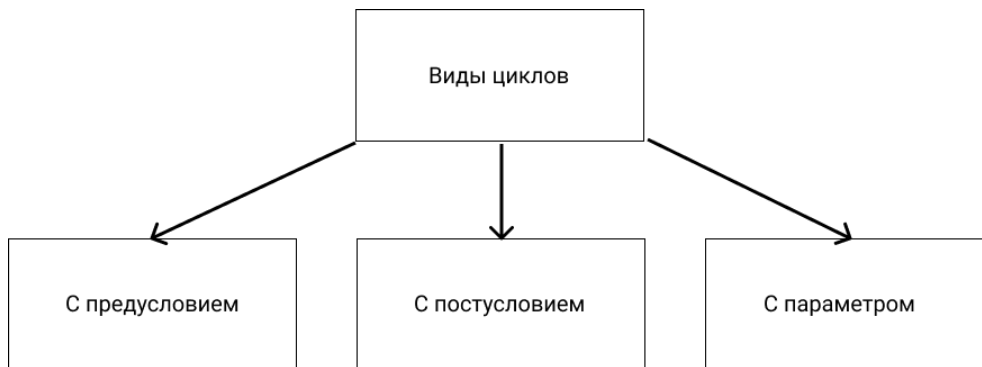 Виды циклов
С предусловием
С постусловием
С параметром